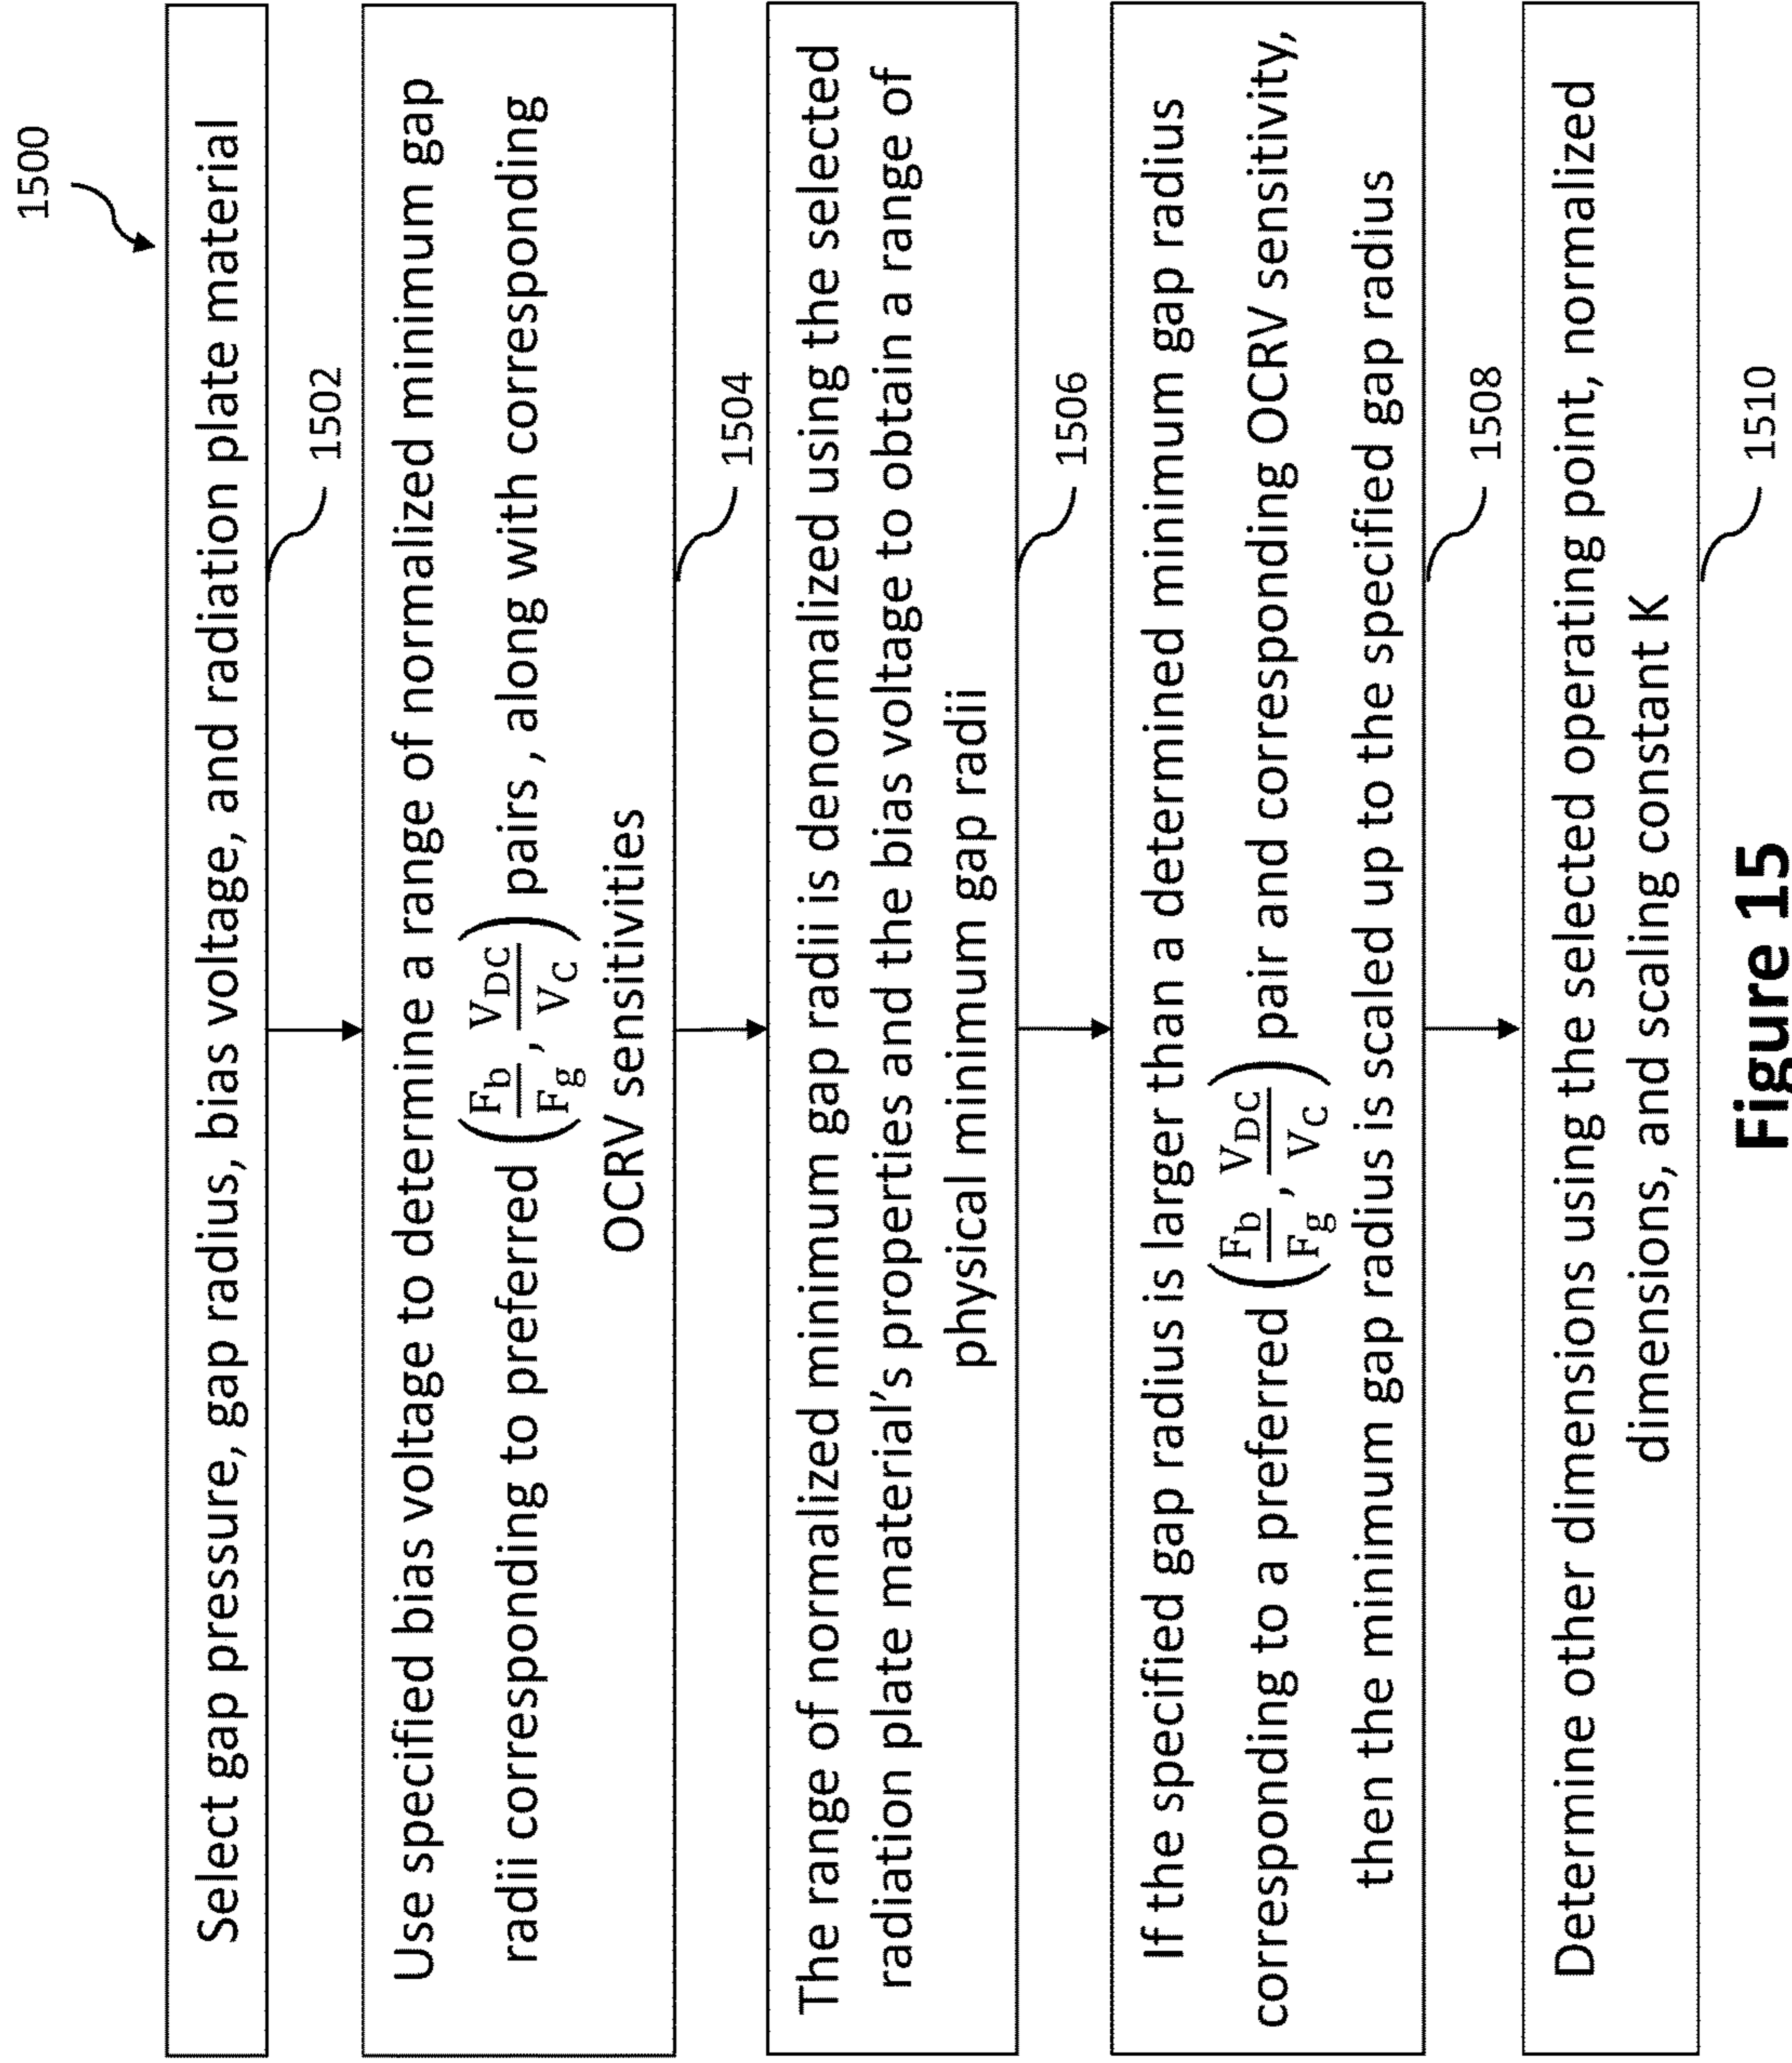 1500
Select gap pressure, gap radius, bias voltage, and radiation plate material
1502
Use specified bias voltage to determine a range of normalized minimum gap
radii corresponding to preferred (F_b/F_g, V_DC/V_C) pairs , along with corresponding
OCRV sensitivities
1504
The range of normalized minimum gap radii is denormalized using the selected
radiation plate material's properties and the bias voltage to obtain a range of
physical minimum gap radii
1506
If the specified gap radius is larger than a determined minimum gap radius
corresponding to a preferred (F_b/F_g, V_DC/V_C) pair and corresponding OCRV sensitivity,
then the minimum gap radius is scaled up to the specified gap radius
1508
Determine other dimensions using the selected operating point, normalized
dimensions, and scaling constant K
1510
Figure 15